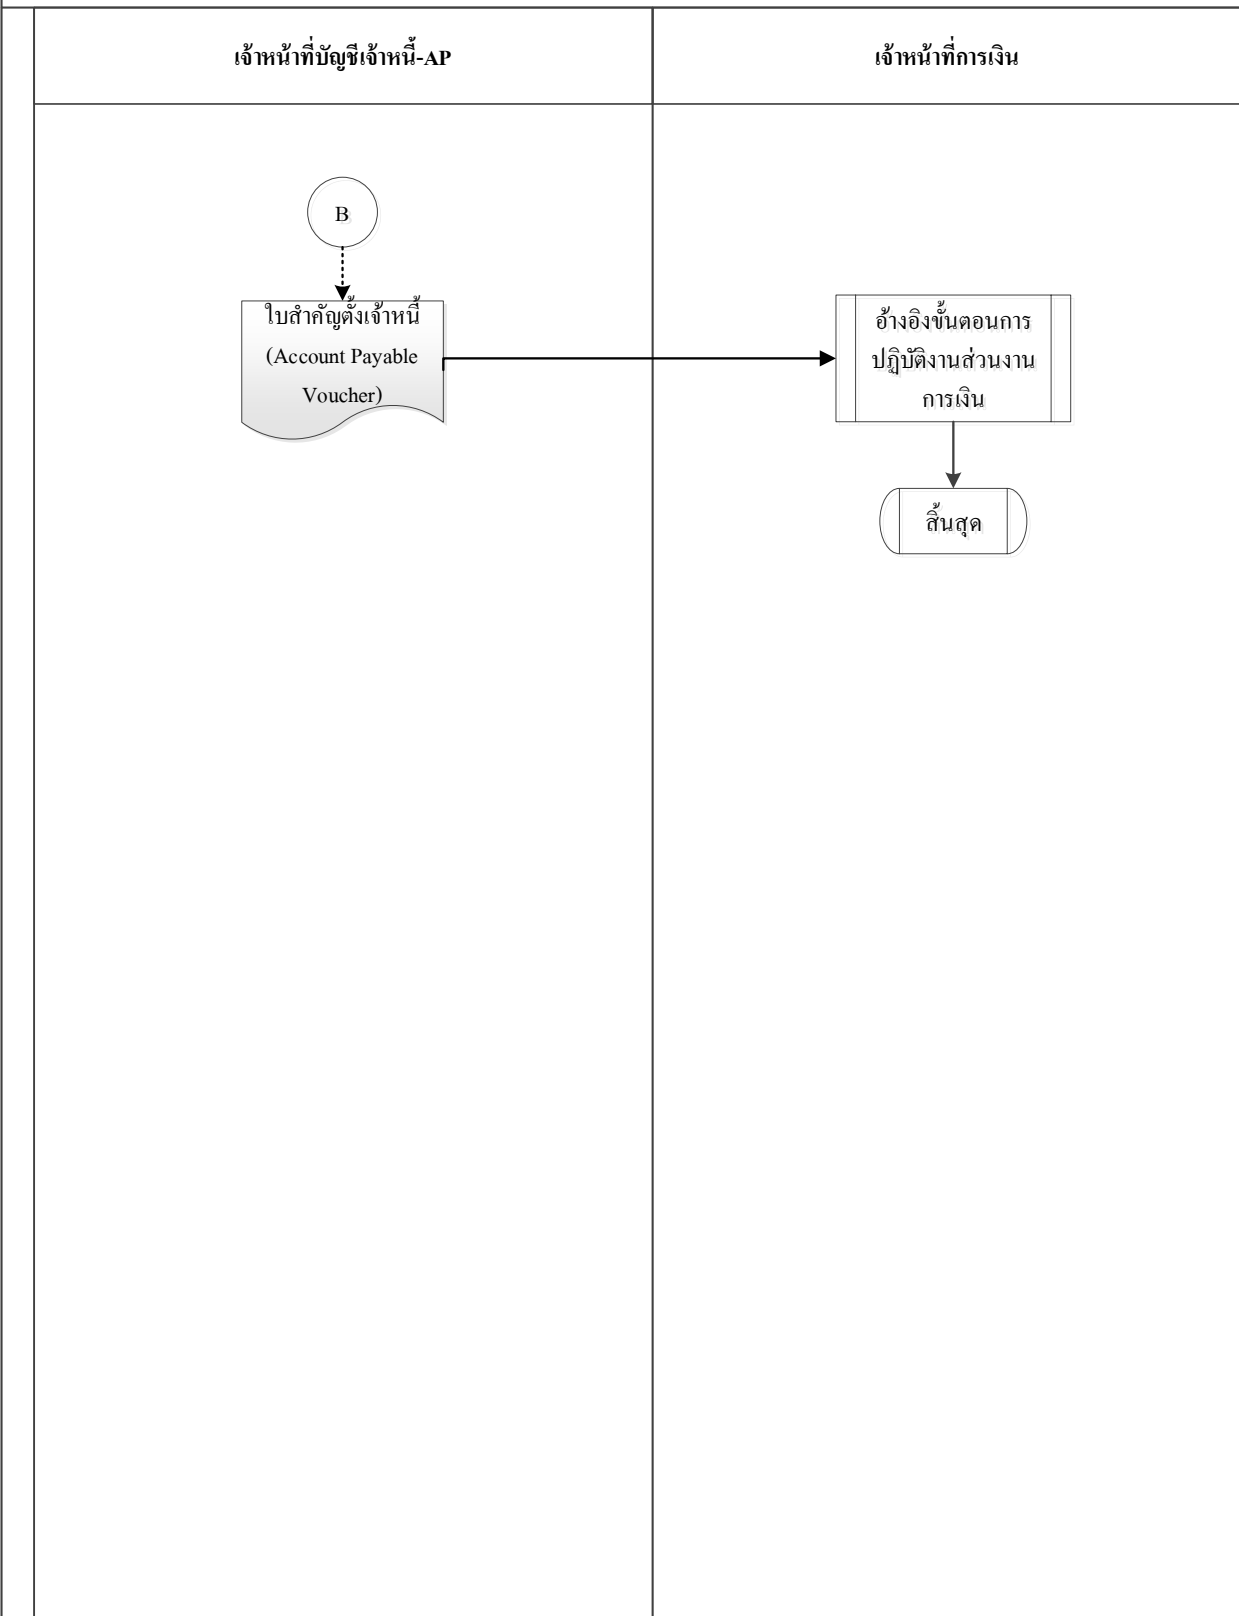 เจ้าหน้าที่บัญชีเจ้าหนี้-AP
เจ้าหน้าที่การเงิน
B
ใบสำคัญตั้งเจ้าหนี้
(Account Payable
Voucher)
อ้างอิงขั้นตอนการ
ปฏิบัติงานส่วนงาน
การเงิน
สิ้นสุด